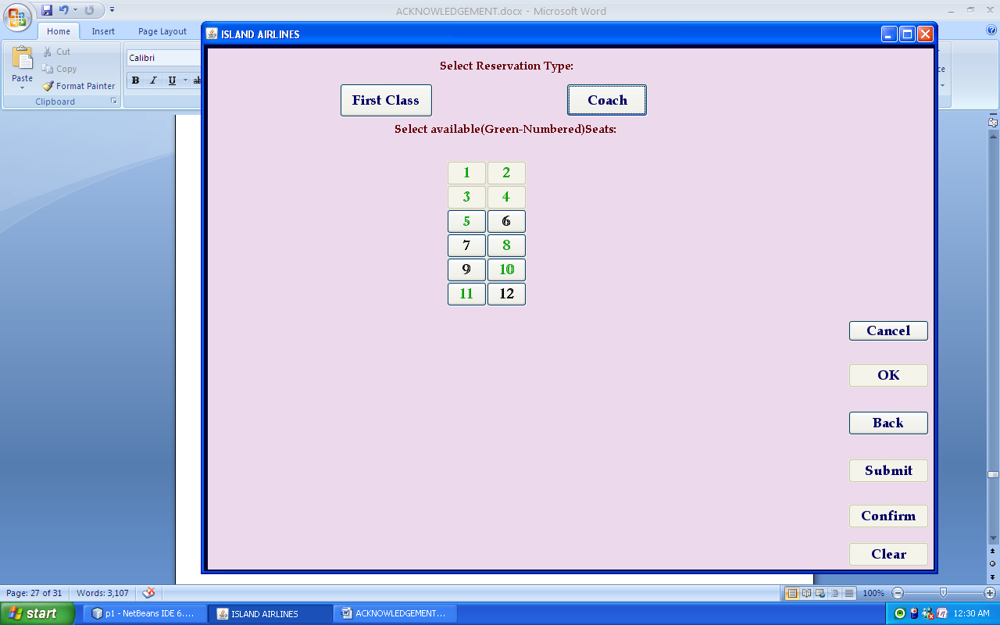 ACKNOWLEDGEMENT.docx - Microsoft Word
Home Insert Page Layout
ISLAND AIRLINES
Cut
Calibri
Copy
Paste
B I U
Format Painter
Clipboard
Select Reservation Type:
First Class Coach
Select available(Green-Numbered)Seats:
1 2
3 4
5 6
7 8
9 10
11 12
Cancel
OK
Back
Submit
Confirm
Clear
Page: 27 of 31 Words: 3,107 100%
start p1 - NetBeans IDE 6.... ISLAND AIRLINES ACKNOWLEDGEMENT... 12:30 AM